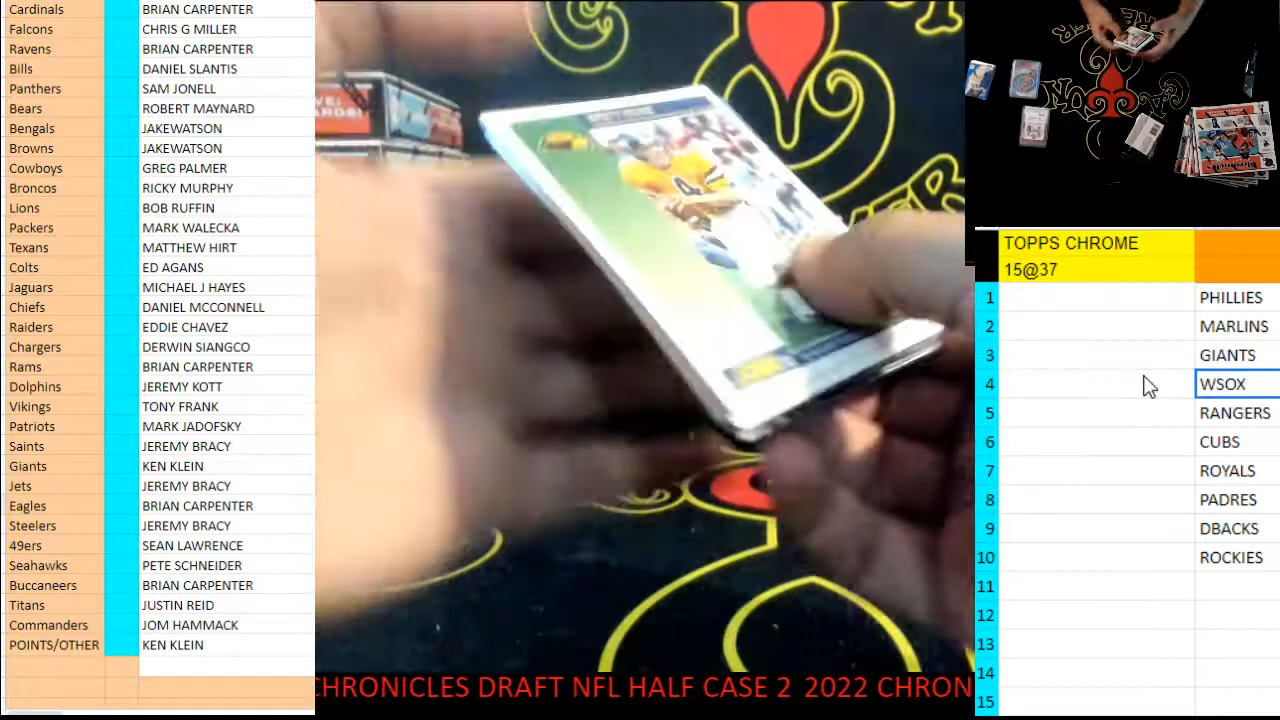 Cardinals BRIAN CARPENTER
Falcons CHRIS G MILLER
Ravens BRIAN CARPENTER
Bills DANIEL SLANTIS
Panthers SAM JONELL
Bears ROBERT MAYNARD
Bengals JAKEWATSON
Browns JAKEWATSON
Cowboys GREG PALMER
Broncos RICKY MURPHY
Lions BOB RUFFIN
Packers MARK WALECKA
Texans MATTHEW HIRT
Colts ED AGANS
Jaguars MICHAEL J HAYES
Chiefs DANIEL MCCONNELL
Raiders EDDIE CHAVEZ
Chargers DERWIN SIANGCO
Rams BRIAN CARPENTER
Dolphins JEREMY KOTT
Vikings TONY FRANK
Patriots MARK JADOFSKY
Saints JEREMY BRACY
Giants KEN KLEIN
Jets JEREMY BRACY
Eagles BRIAN CARPENTER
Steelers JEREMY BRACY
49ers SEAN LAWRENCE
Seahawks PETE SCHNEIDER
Buccaneers BRIAN CARPENTER
Titans JUSTIN REID
Commanders JOM HAMMACK
POINTS/OTHER KEN KLEIN
CHRONICLES DRAFT NFL HALF CASE 2 2022 CHRON
TOPPS CHROME
15@37
1 PHILLIES
2 MARLINS
3 GIANTS
4 WSOX
5 RANGERS
6 CUBS
7 ROYALS
8 PADRES
9 DBACKS
10 ROCKIES
11
12
13
14
15